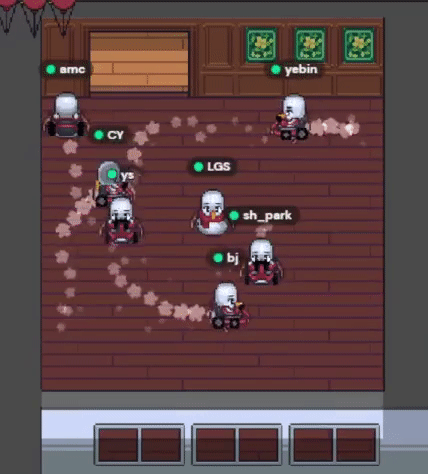 amc
yebin
CY
LGS
ys
sh_park
bj